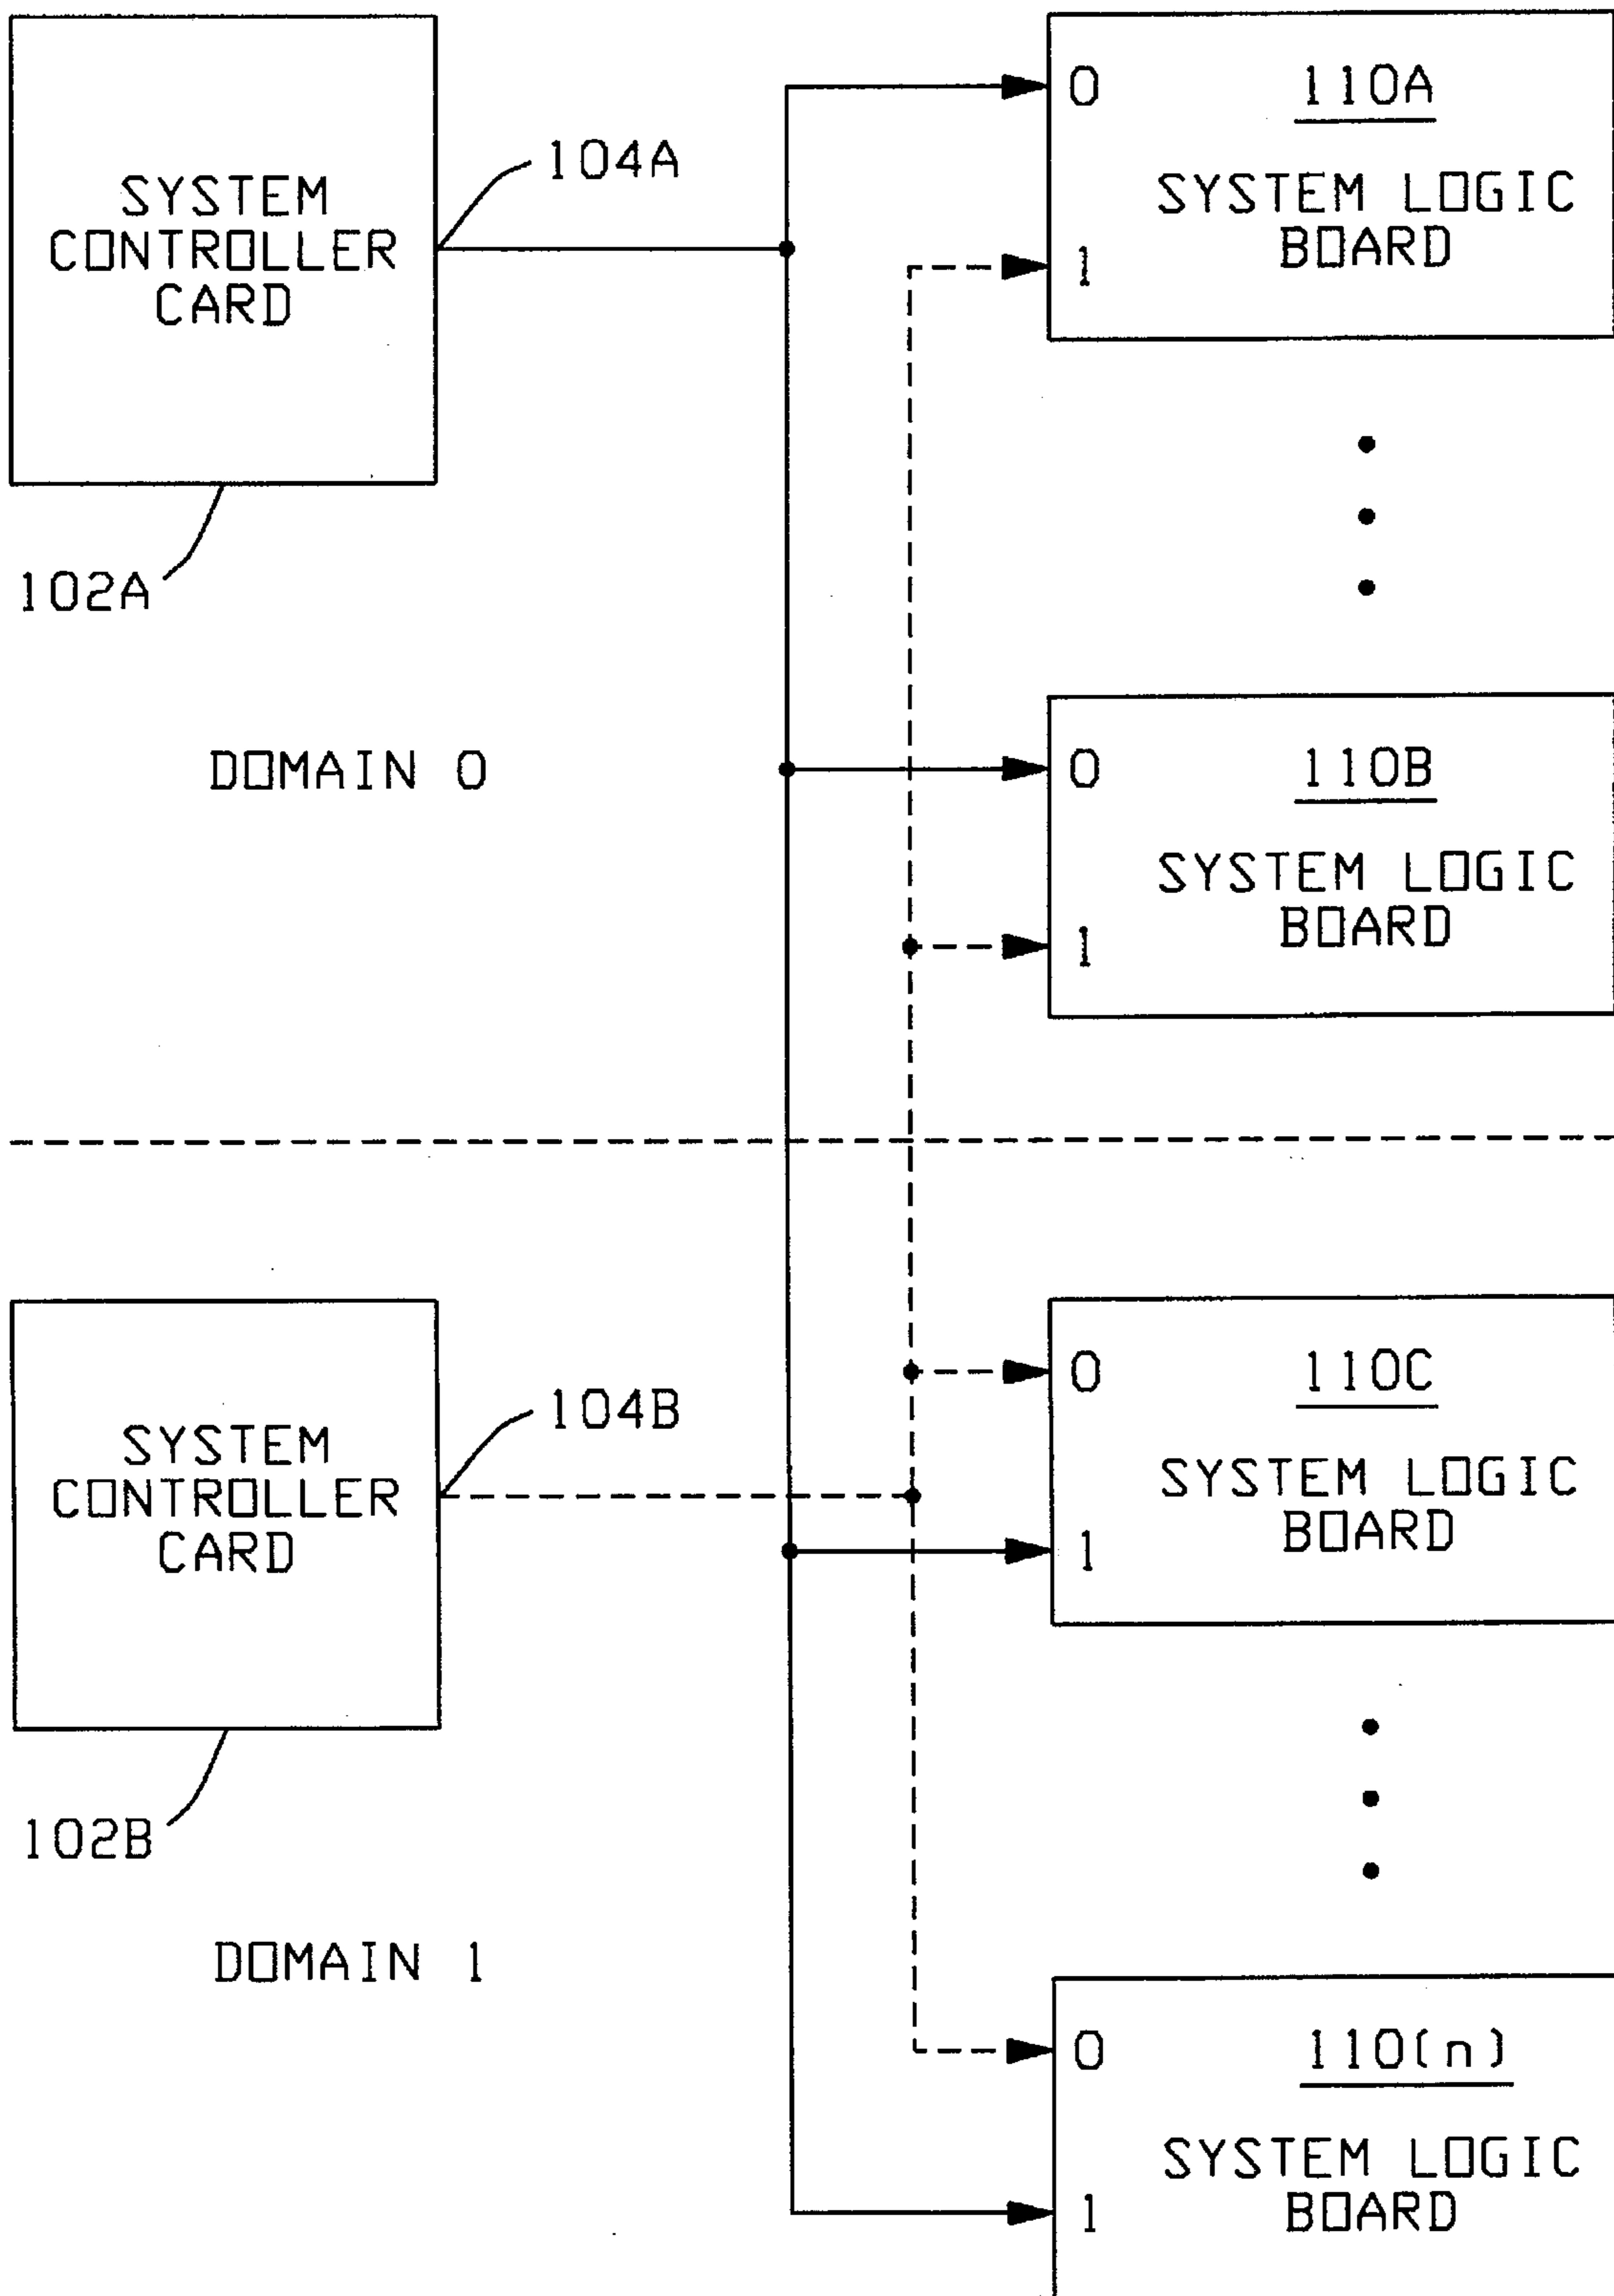 SYSTEM
CONTROLLER
CARD
104A
102A
0
110A
SYSTEM LOGIC
BOARD
1
DOMAIN 0
0
110B
SYSTEM LOGIC
BOARD
1
SYSTEM
CONTROLLER
CARD
104B
102B
0
110C
SYSTEM LOGIC
BOARD
1
DOMAIN 1
0
110(n)
SYSTEM LOGIC
BOARD
1